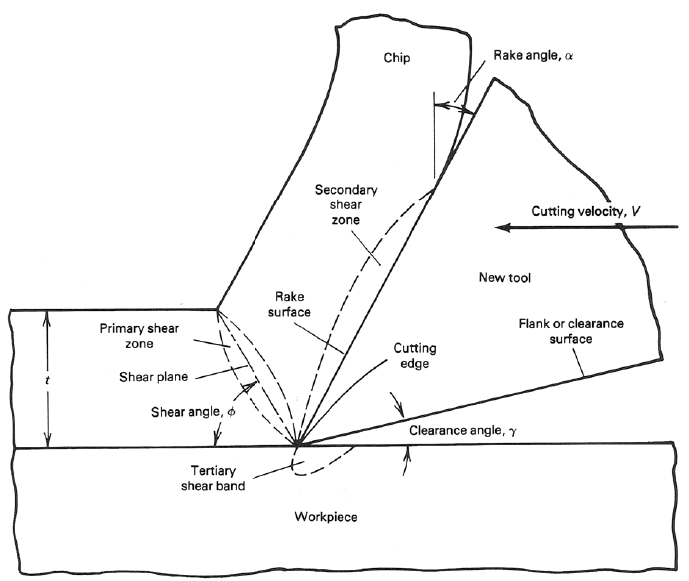 Chip
Rake angle, α
Secondary
shear
zone
Cutting velocity, V
New tool
Rake
surface
Primary shear
zone
Flank or clearance
surface
Cutting
edge
t
Shear plane
Shear angle, ϕ
Clearance angle, γ
Tertiary
shear band
Workpiece